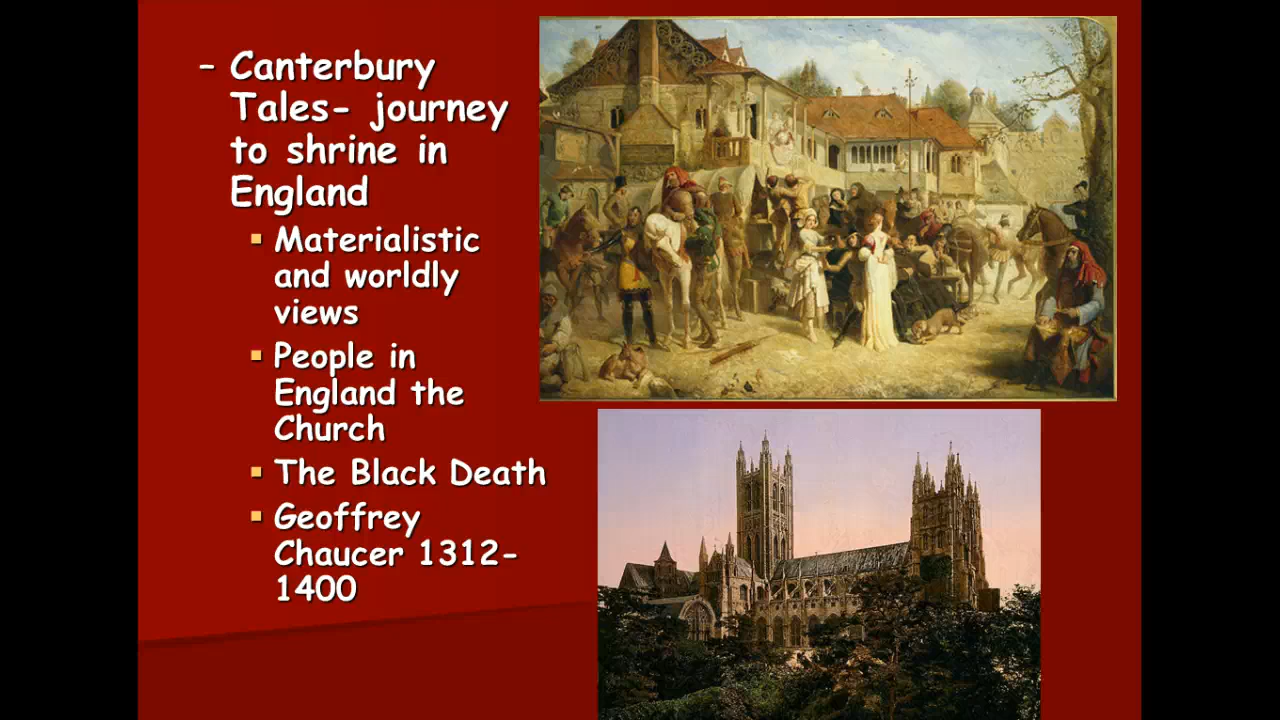 – Canterbury
Tales- journey
to shrine in
England
▪ Materialistic
and worldly
views
▪ People in
England the
Church
▪ The Black Death
▪ Geoffrey
Chaucer 1312-
1400